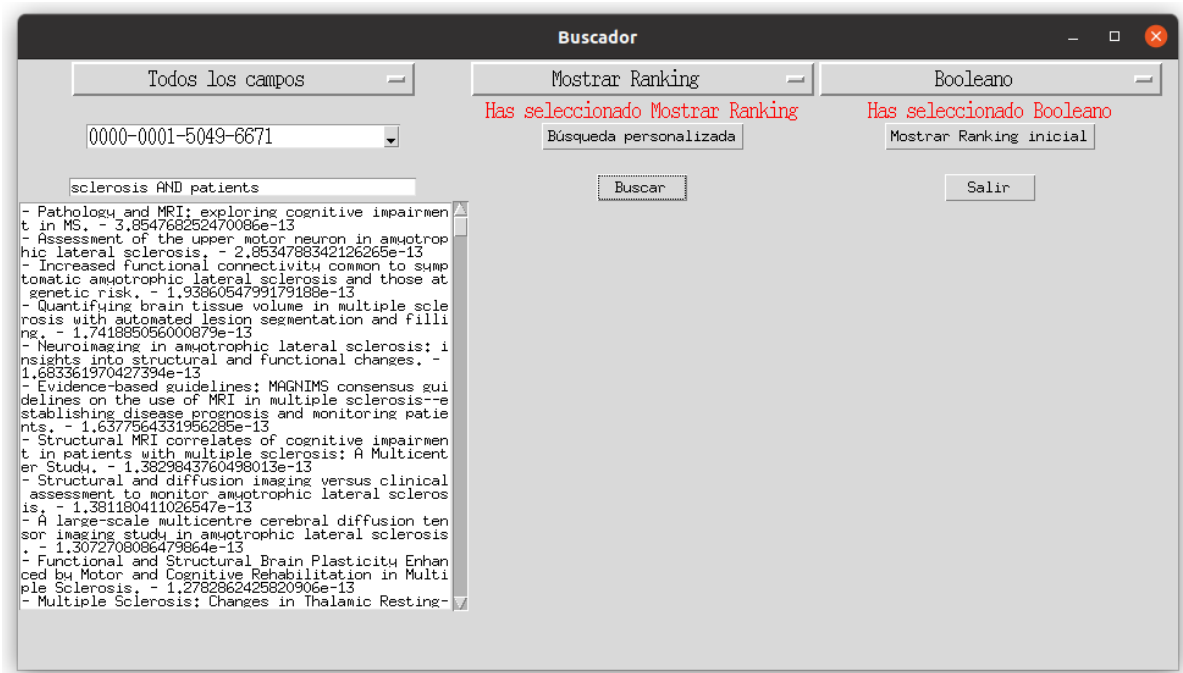 Buscador
Todos los campos
Mostrar Ranking
Booleano
Has seleccionado Mostrar Ranking
Has seleccionado Booleano
0000-0001-5049-6671
Búsqueda personalizada
Mostrar Ranking inicial
sclerosis AND patients
Buscar
Salir
- Pathology and MRI: exploring cognitive impairmen
t in MS. - 3.854768252470086e-13
- Assessment of the upper motor neuron in amyotrop
hic lateral sclerosis. - 2.8534788342126265e-13
- Increased functional connectivity common to symp
tomatic amyotrophic lateral sclerosis and those at
genetic risk. - 1.9386054799179188e-13
- Quantifying brain tissue volume in multiple scle
rosis with automated lesion segmentation and filli
ng. - 1.741885056000879e-13
- Neuroimaging in amyotrophic lateral sclerosis: i
nsights into structural and functional changes. -
1.683361970427394e-13
- Evidence-based guidelines: MAGNIMS consensus gui
delines on the use of MRI in multiple sclerosis--e
stablishing disease prognosis and monitoring patie
nts. - 1.6377564331956285e-13
- Structural MRI correlates of cognitive impairmen
t in patients with multiple sclerosis: A Multicent
er Study. - 1.3829843760498013e-13
- Structural and diffusion imaging versus clinical
assessment to monitor amyotrophic lateral scleros
is. - 1.381180411026547e-13
- A large-scale multicentre cerebral diffusion ten
sor imaging study in amyotrophic lateral sclerosis
. - 1.3072708086479864e-13
- Functional and Structural Brain Plasticity Enhan
ced by Motor and Cognitive Rehabilitation in Multi
ple Sclerosis. - 1.2782862425820906e-13
- Multiple Sclerosis: Changes in Thalamic Resting-